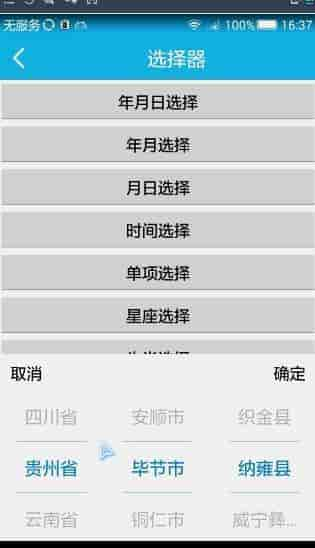 无服务 100% 16:37
选择器
年月日选择
年月选择
月日选择
时间选择
单项选择
星座选择
取消 确定
四川省 安顺市 织金县
贵州省 毕节市 纳雍县
云南省 铜仁市 威宁彝...